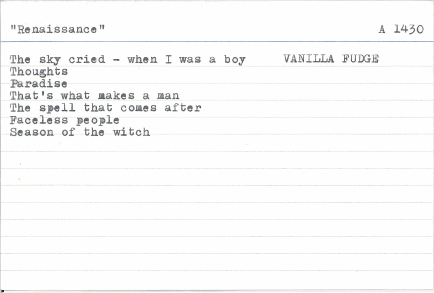 "Renaissance" A 1430
The sky cried - when I was a boy VANILLA FUDGE
Thoughts
Paradise
That's what makes a man
The spell that comes after
Faceless people
Season of the witch